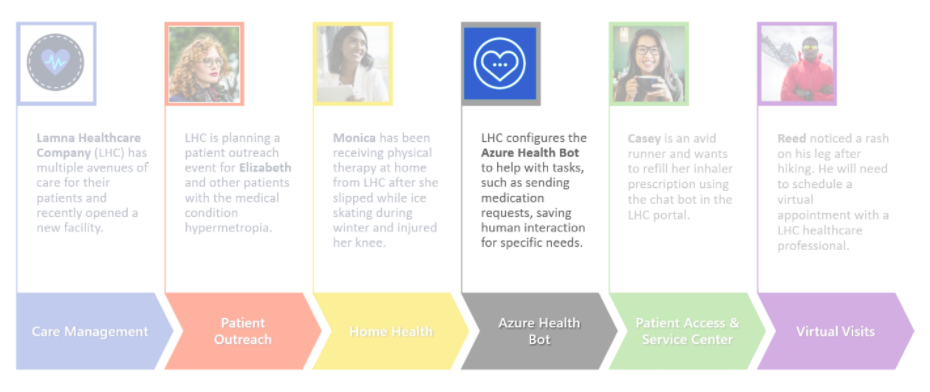 Lamna Healthcare
Company (LHC) has
multiple avenues of
care for their
patients and
recently opened a
new facility.
LHC is planning a
patient outreach
event for Elizabeth
and other patients
with the medical
condition
hypermetropia.
Monica has been
receiving physical
therapy at home
from LHC after she
slipped while ice
skating during
winter and injured
her knee.
LHC configures the
Azure Health Bot
to help with tasks,
such as sending
medication
requests, saving
human interaction
for specific needs.
Casey is an avid
runner and wants
to refill her inhaler
prescription using
the chat bot in the
LHC portal.
Reed noticed a rash
on his leg after
hiking. He will need
to schedule a
virtual
appointment with a
LHC healthcare
professional.
Care Management
Patient
Outreach
Home Health
Azure Health
Bot
Patient Access &
Service Center
Virtual Visits